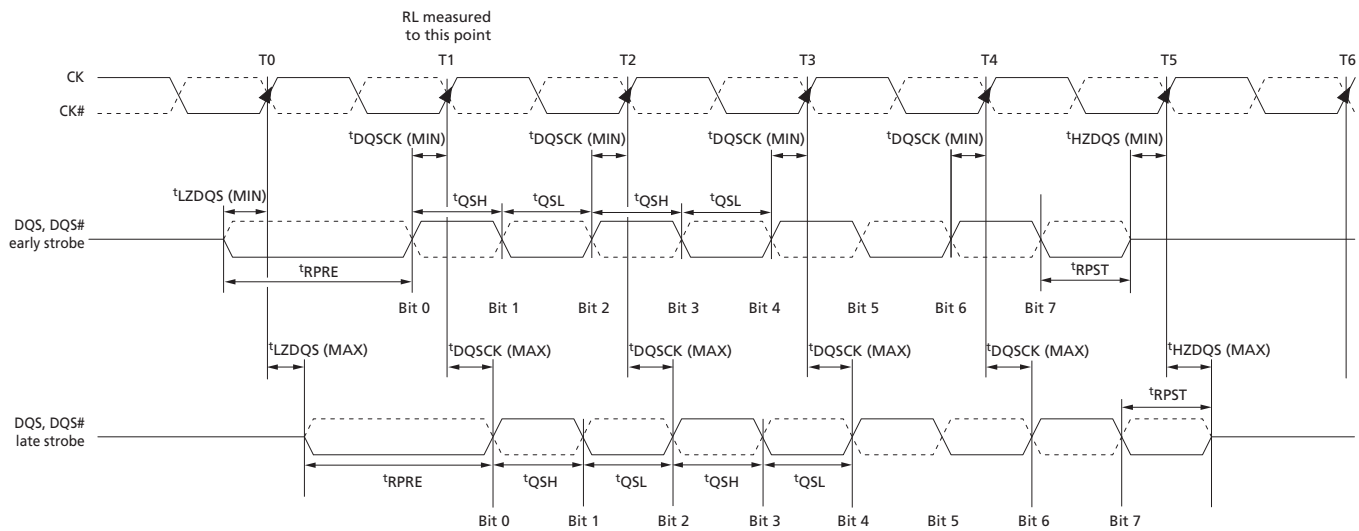 RL measured
to this point
T0 T1 T2 T3 T4 T5 T6
CK
CK#
tDQSCK (MIN) tDQSCK (MIN) tDQSCK (MIN) tDQSCK (MIN) tHZDQS (MIN)
tLZDQS (MIN)
tQSH tQSL tQSH tQSL
DQS, DQS#
early strobe
tRPRE tRPST
Bit 0 Bit 1 Bit 2 Bit 3 Bit 4 Bit 5 Bit 6 Bit 7
tLZDQS (MAX) tDQSCK (MAX) tDQSCK (MAX) tDQSCK (MAX) tDQSCK (MAX) tHZDQS (MAX)
tRPST
DQS, DQS#
late strobe
tRPRE tQSH tQSL tQSH tQSL
Bit 0 Bit 1 Bit 2 Bit 3 Bit 4 Bit 5 Bit 6 Bit 7